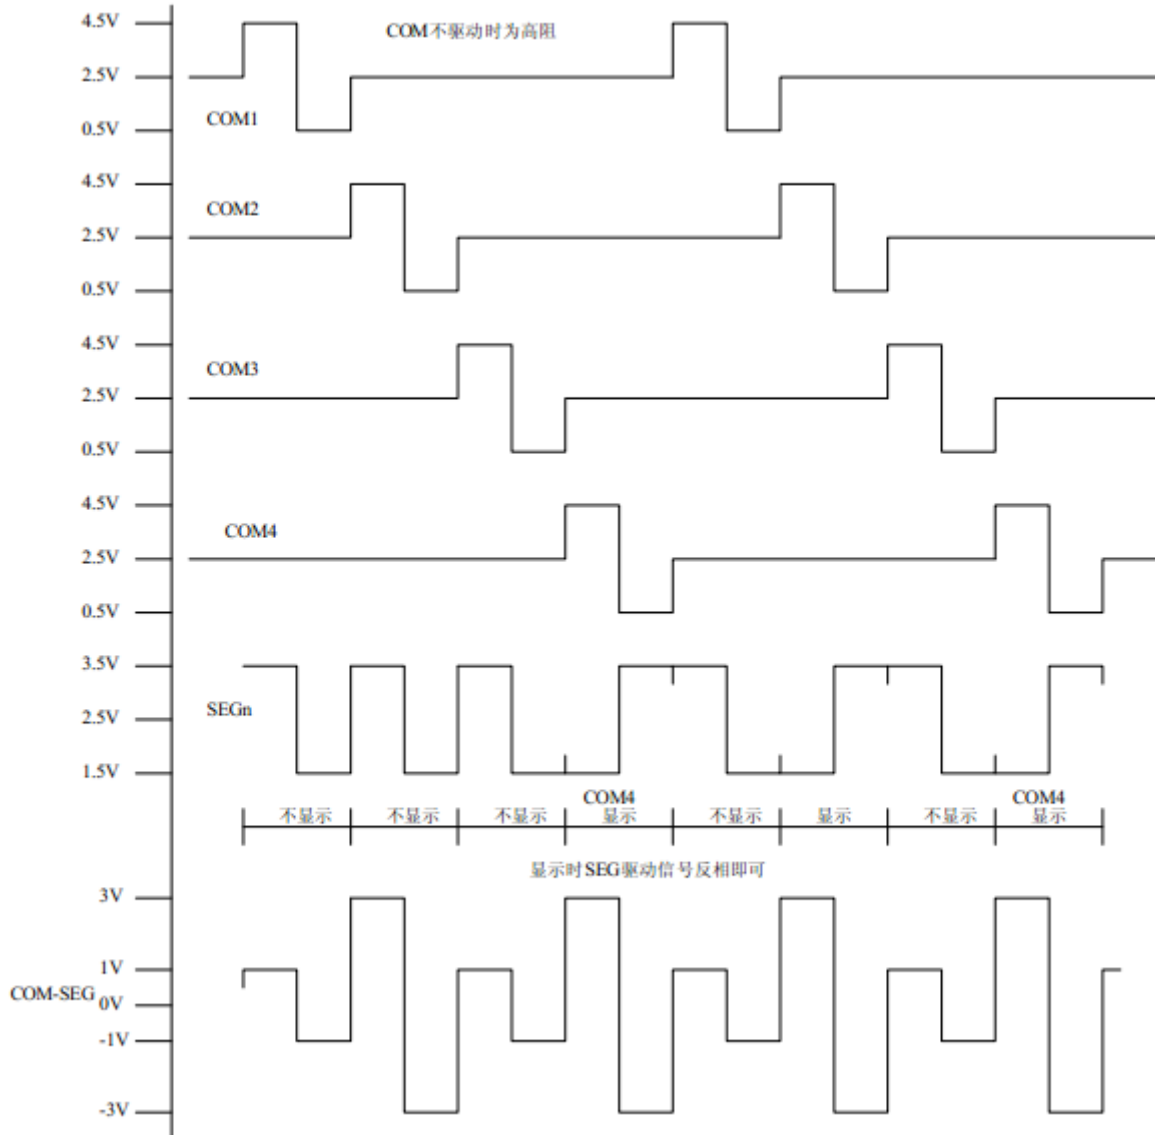 4.5V
COM不驱动时为高阻
2.5V
COM1
0.5V
4.5V
COM2
2.5V
0.5V
4.5V
COM3
2.5V
0.5V
4.5V
COM4
2.5V
0.5V
3.5V
SEGn
2.5V
1.5V
COM4 COM4
不显示 不显示 不显示 显示 不显示 显示 不显示 显示
显示时SEG驱动信号反相即可
3V
1V
COM-SEG 0V
-1V
-3V